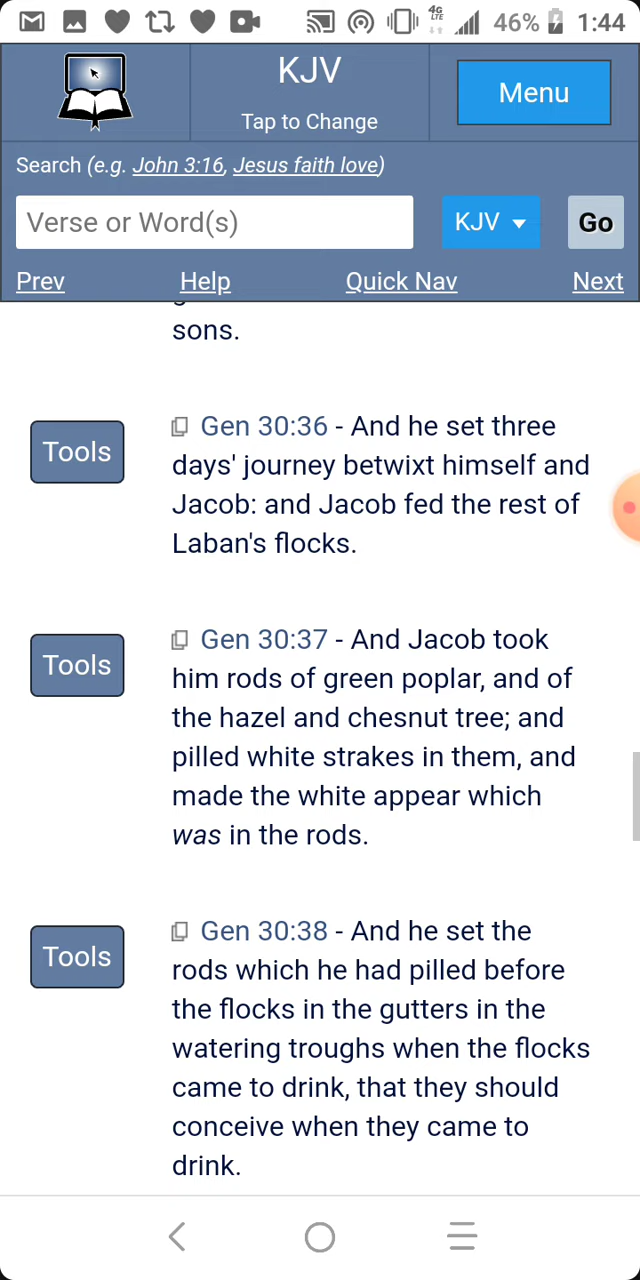 4G
LTE
46%
1:44
KJV
Tap to Change
Menu
Search (e.g. John 3:16, Jesus faith love)
Verse or Word(s)
KJV
Go
Prev
Help
Quick Nav
Next
sons.
Tools
Gen 30:36 - And he set three
days' journey betwixt himself and
Jacob: and Jacob fed the rest of
Laban's flocks.
Tools
Gen 30:37 - And Jacob took
him rods of green poplar, and of
the hazel and chesnut tree; and
pilled white strakes in them, and
made the white appear which
was in the rods.
Tools
Gen 30:38 - And he set the
rods which he had pilled before
the flocks in the gutters in the
watering troughs when the flocks
came to drink, that they should
conceive when they came to
drink.